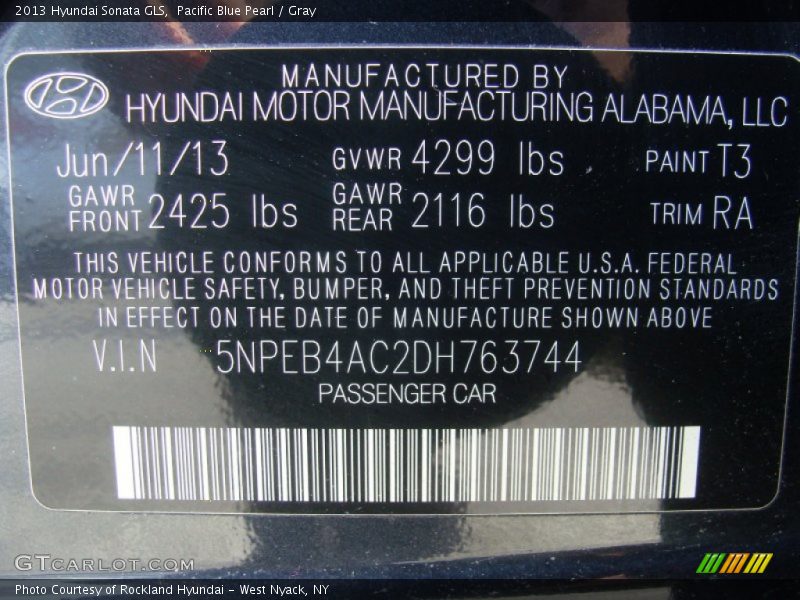 2013 Hyundai Sonata GLS, Pacific Blue Pearl / Gray
MANUFACTURED BY
HYUNDAI MOTOR MANUFACTURING ALABAMA, LLC
Jun/11/13 GVWR 4299 lbs PAINT T3
GAWR FRONT 2425 lbs GAWR REAR 2116 lbs TRIM RA
THIS VEHICLE CONFORMS TO ALL APPLICABLE U.S.A. FEDERAL
MOTOR VEHICLE SAFETY, BUMPER, AND THEFT PREVENTION STANDARDS
IN EFFECT ON THE DATE OF MANUFACTURE SHOWN ABOVE
V.I.N 5NPEB4AC2DH763744
PASSENGER CAR
GTCARLOT.COM
Photo Courtesy of Rockland Hyundai - West Nyack, NY